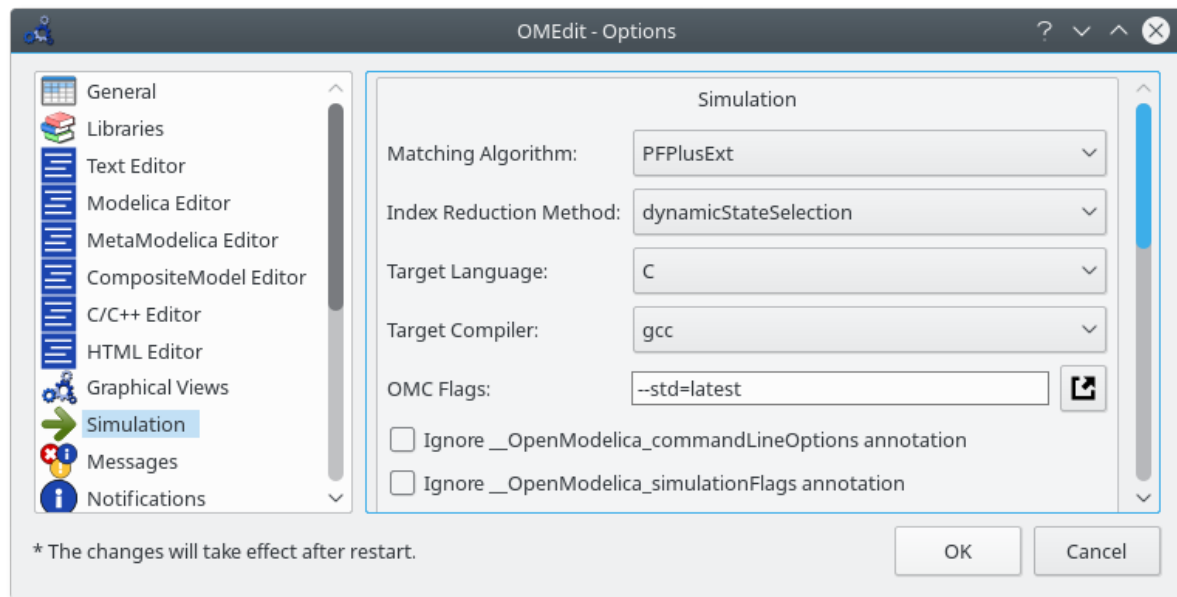 OMEdit - Options
General
Libraries
Text Editor
Modelica Editor
MetaModelica Editor
CompositeModel Editor
C/C++ Editor
HTML Editor
Graphical Views
Simulation
Messages
Notifications
Simulation
Matching Algorithm: PFPlusExt
Index Reduction Method: dynamicStateSelection
Target Language: C
Target Compiler: gcc
OMC Flags: --std=latest
Ignore __OpenModelica_commandLineOptions annotation
Ignore __OpenModelica_simulationFlags annotation
* The changes will take effect after restart.
OK Cancel